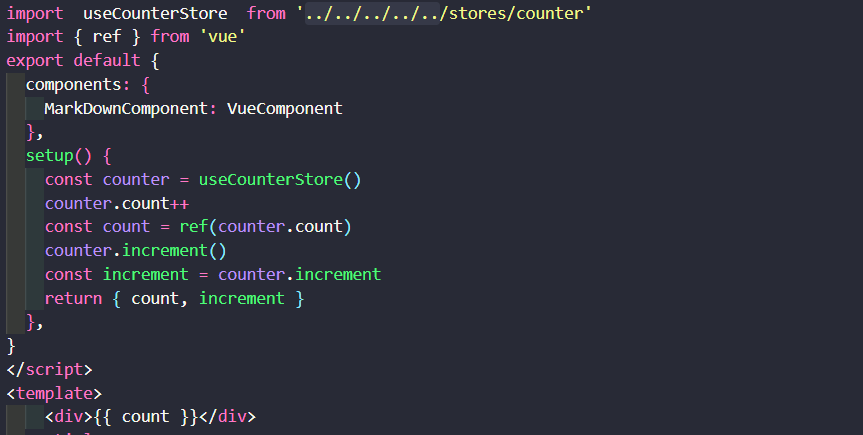 import  useCounterStore  from '../../../../../stores/counter'
import { ref } from 'vue'
export default {
  components: {
    MarkDownComponent: VueComponent
  },
  setup() {
    const counter = useCounterStore()
    counter.count++
    const count = ref(counter.count)
    counter.increment()
    const increment = counter.increment
    return { count, increment }
  },
}
</script>
<template>
    <div>{{ count }}</div>